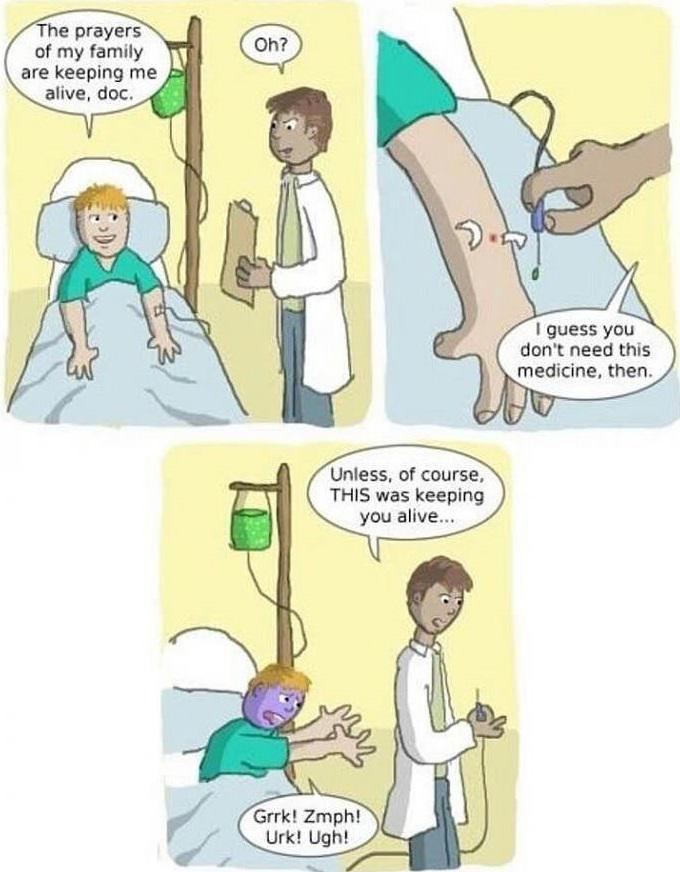 The prayers
of my family
are keeping me
alive, doc.
Oh?
I guess you
don't need this
medicine, then.
Unless, of course,
THIS was keeping
you alive...
Grrk! Zmph!
Urk! Ugh!